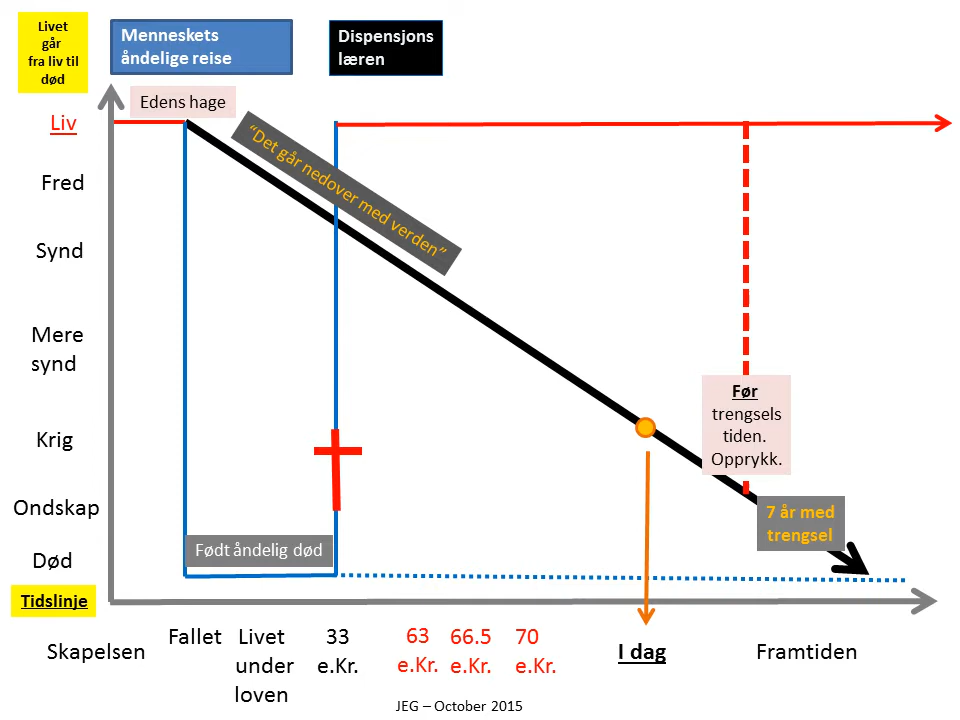 Livet
går
fra liv til
død
Menneskets
åndelige reise
Dispensjons
læren
Edens hage
Liv
"Det går nedover med verden"
Fred
Synd
Mere
synd
Krig
Ondskap
Død
Før
trengsels
tiden.
Opprykk.
7 år med
trengsel
Født åndelig død
Tidslinje
Skapelsen
Fallet
Livet
under
loven
33
e.Kr.
63
e.Kr.
66.5
e.Kr.
70
e.Kr.
I dag
Framtiden
JEG – October 2015